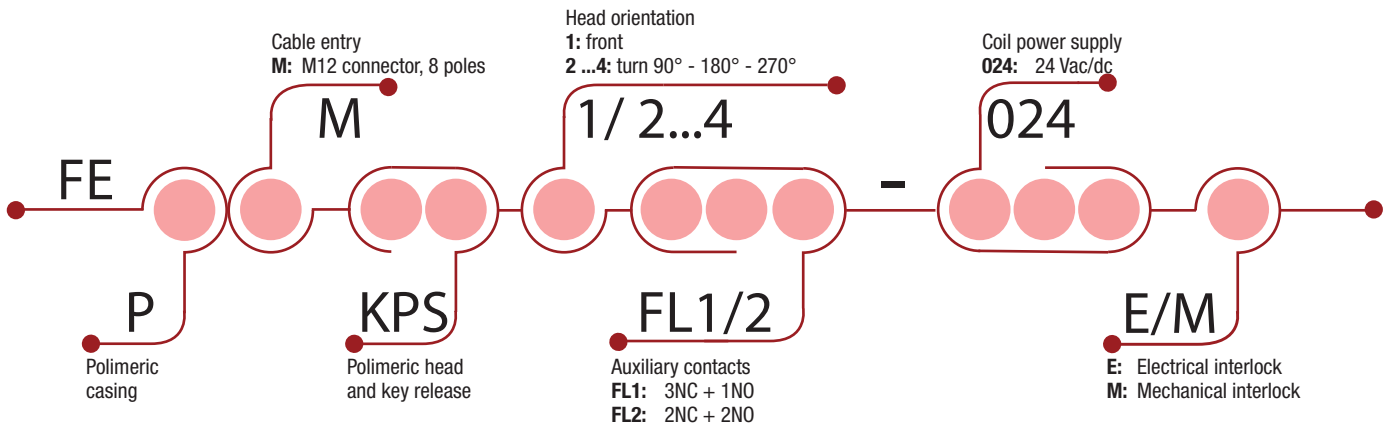 Cable entry
M: M12 connector, 8 poles
Head orientation
1: front
2 ...4: turn 90° - 180° - 270°
Coil power supply
024: 24 Vac/dc
M
1/ 2...4
024
FE
-
P
KPS
FL1/2
E/M
Polimeric
casing
Polimeric head
and key release
Auxiliary contacts
FL1: 3NC + 1NO
FL2: 2NC + 2NO
E: Electrical interlock
M: Mechanical interlock